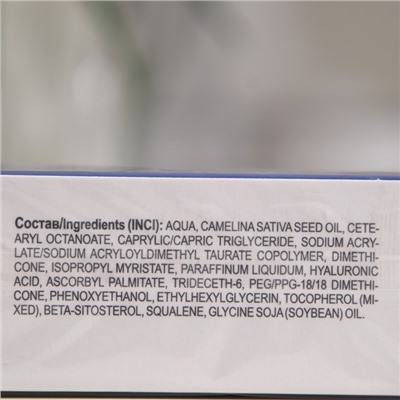 Состав/Ingredients (INCI): AQUA, CAMELINA SATIVA SEED OIL, CETE-
ARYL OCTANOATE, CAPRYLIC/CAPRIC TRIGLYCERIDE, SODIUM ACRY-
LATE/SODIUM ACRYLOYLDIMETHYL TAURATE COPOLYMER, DIMETHI-
CONE, ISOPROPYL MYRISTATE, PARAFFINUM LIQUIDUM, HYALURONIC
ACID, ASCORBYL PALMITATE, TRIDECETH-6, PEG/PPG-18/18 DIMETHI-
CONE, PHENOXYETHANOL, ETHYLHEXYLGLYCERIN, TOCOPHEROL (MI-
XED), BETA-SITOSTEROL, SQUALENE, GLYCINE SOJA (SOYBEAN) OIL.